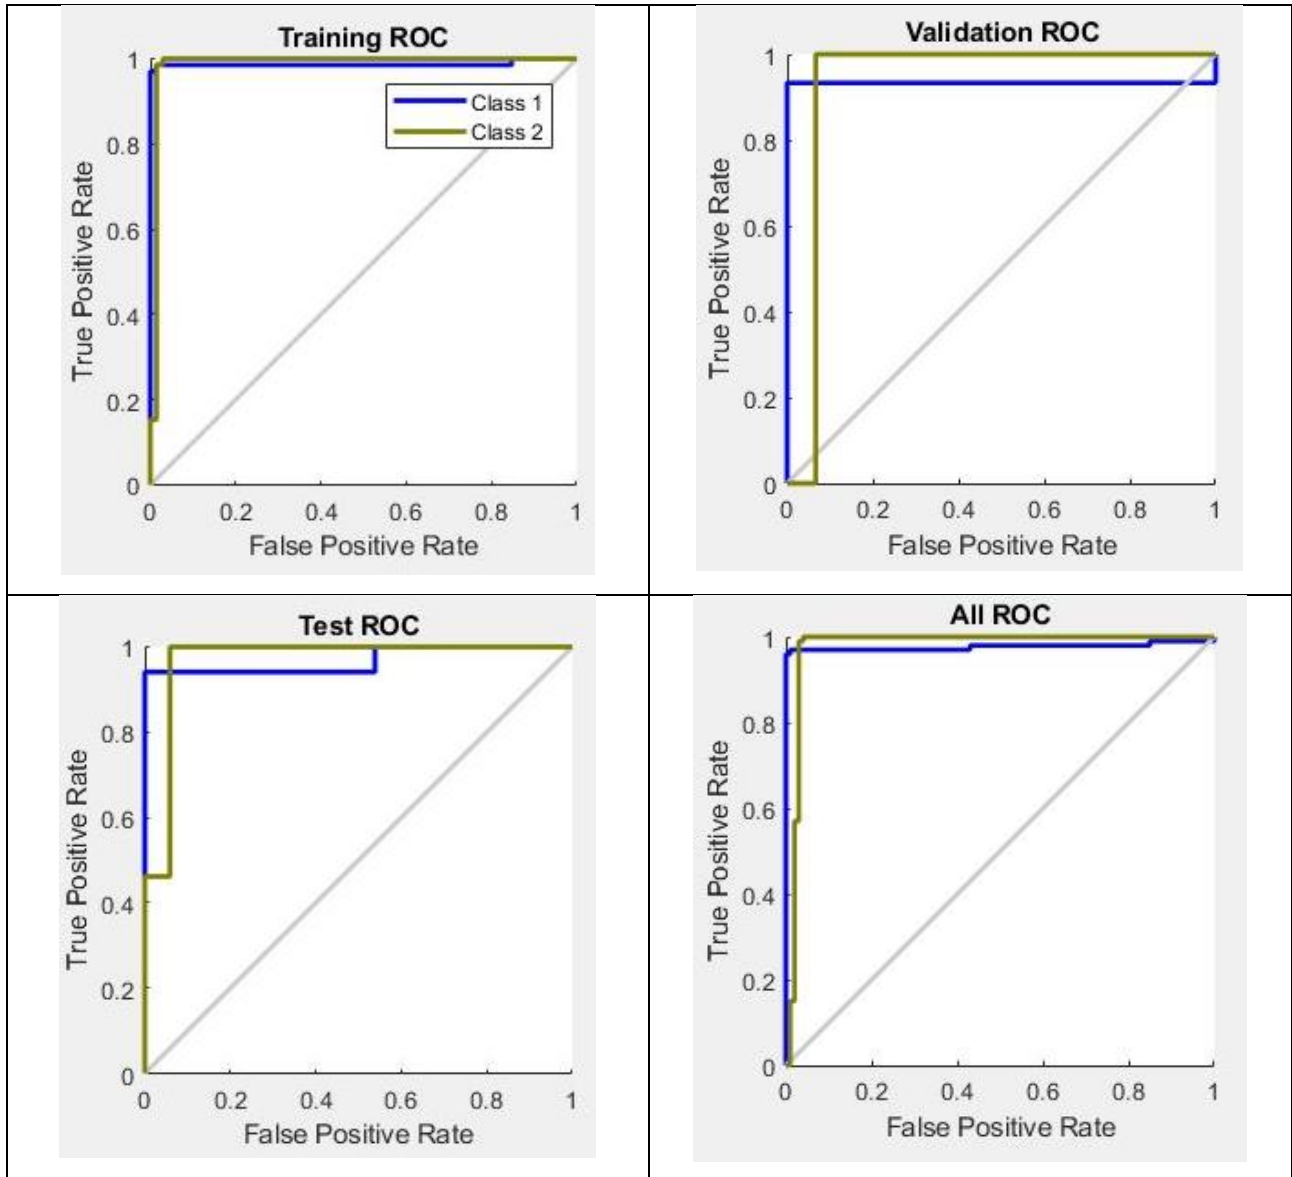 Training ROC
1
0.8
0.6
0.4
0.2
0
True Positive Rate
Class 1
Class 2
0 0.2 0.4 0.6 0.8 1
False Positive Rate
Validation ROC
1
0.8
0.6
0.4
0.2
0
True Positive Rate
0 0.2 0.4 0.6 0.8 1
False Positive Rate
Test ROC
1
0.8
0.6
0.4
0.2
0
True Positive Rate
0 0.2 0.4 0.6 0.8 1
False Positive Rate
All ROC
1
0.8
0.6
0.4
0.2
0
True Positive Rate
0 0.2 0.4 0.6 0.8 1
False Positive Rate